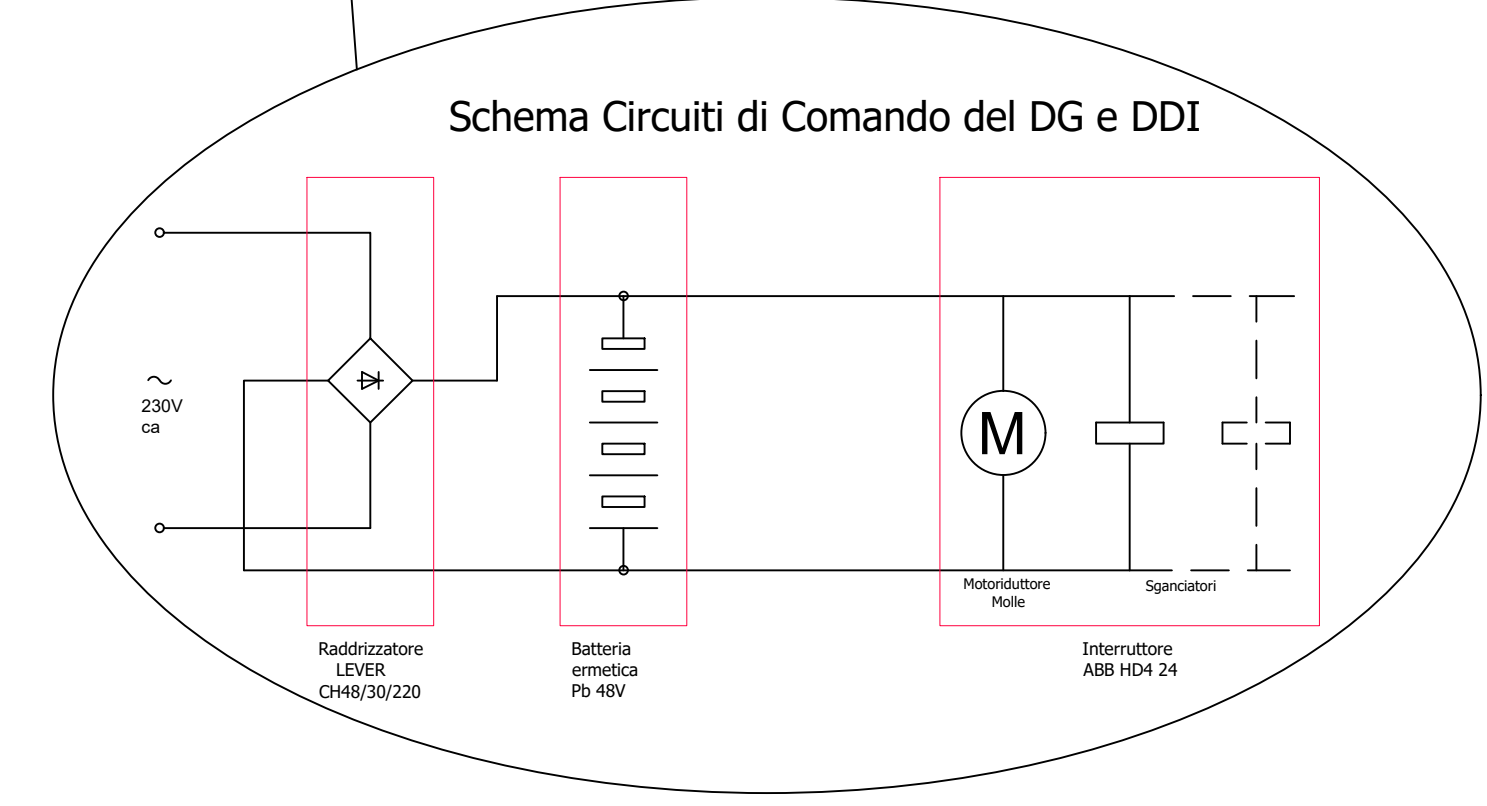 Schema Circuiti di Comando del DG e DDI
230V
ca
M
Motoriduttore
Molle
Sganciatori
Raddrizzatore
LEVER
CH48/30/220
Batteria
ermetica
Pb 48V
Interruttore
ABB HD4 24